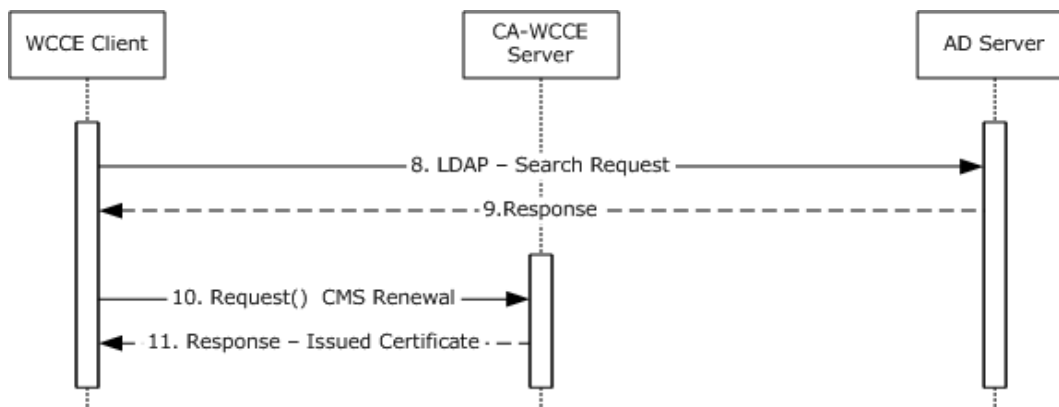 WCCE Client
CA-WCCE
Server
AD Server
8. LDAP – Search Request
9.Response
10. Request()  CMS Renewal
11. Response – Issued Certificate